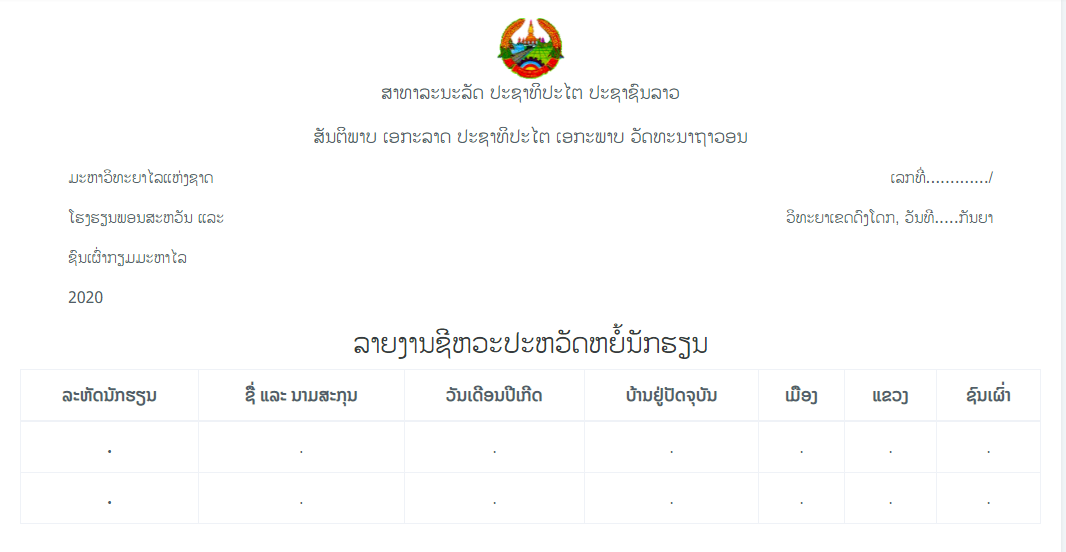 ສາທາລະນະລັດ ປະຊາທິປະໄຕ ປະຊາຊົນລາວ
ສັນຕິພາບ ເອກະລາດ ປະຊາທິປະໄຕ ເອກະພາບ ວັດທະນາຖາວອນ
ມະຫາວິທະຍາໄລແຫ່ງຊາດ ເລກທີ່............./
ໂຮງຮຽນພອນສະຫວັນ ແລະ ວິທະຍາເຂດດົງໂດກ, ວັນທີ.....ກັນຍາ
ຊົນເຜົ່າກຽມມະຫາໄລ
2020
ລາຍງານຊີຫວະປະຫວັດຫຍໍ້ນັກຮຽນ
ລະຫັດນັກຮຽນ ຊື່ ແລະ ນາມສະກຸນ ວັນເດືອນປີເກີດ ບ້ານຢູ່ປັດຈຸບັນ ເມືອງ ແຂວງ ຊົນເຜົ່າ
. . . . . . .
. . . . . . .